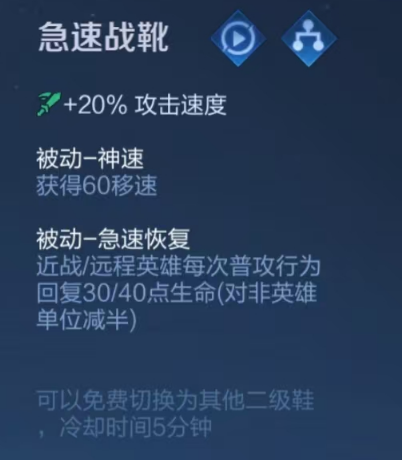 急速战靴
+20% 攻击速度
被动-神速
获得60移速
被动-急速恢复
近战/远程英雄每次普攻行为
回复30/40点生命(对非英雄
单位减半)
可以免费切换为其他二级鞋
，冷却时间5分钟